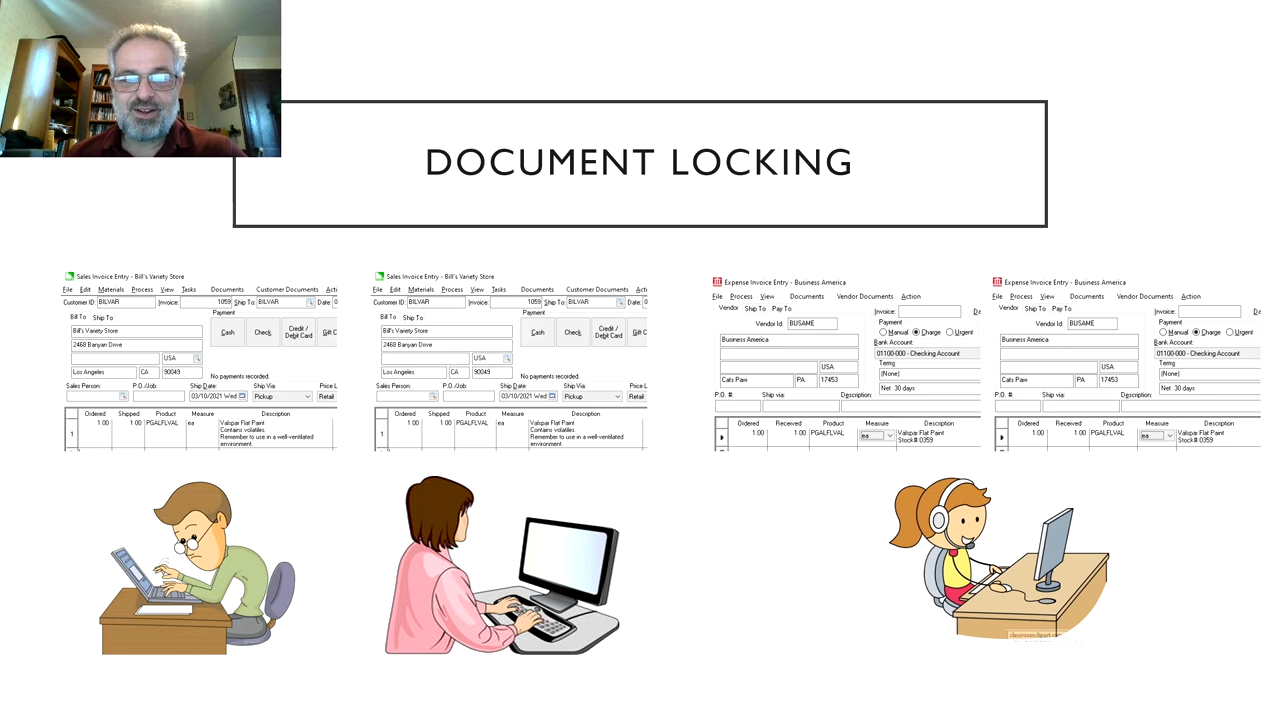 DOCUMENT LOCKING
Sales Invoice Entry - Bill's Variety Store
File Edit Materials Process View Tasks Documents Customer Documents
Customer ID: BILVAR Invoice: 1059 Ship To: BILVAR Date: 0
Bill To Ship To Payment
Bill's Variety Store
2468 Banyan Drive
Cash Check Credit / Debit Card Gift C
USA
Los Angeles CA 90049
No payments recorded.
Sales Person: P.O./Job: Ship Date: Ship Via: Price L
03/10/2021 Wed Pickup Retail
Ordered Shipped Product Measure Description
1 1.00 1.00 PGALFLVAL ea Valspar Flat Paint
Contains volatiles.
Remember to use in a well-ventilated
environment.
Sales Invoice Entry - Bill's Variety Store
File Edit Materials Process View Tasks Documents Customer Documents
Customer ID: BILVAR Invoice: 1059 Ship To: BILVAR Date: 0
Bill To Ship To Payment
Bill's Variety Store
2468 Banyan Drive
Cash Check Credit / Debit Card Gift C
USA
Los Angeles CA 90049
No payments recorded.
Sales Person: P.O./Job: Ship Date: Ship Via: Price L
03/10/2021 Wed Pickup Retail
Ordered Shipped Product Measure Description
1 1.00 1.00 PGALFLVAL ea Valspar Flat Paint
Contains volatiles.
Remember to use in a well-ventilated
environment.
Expense Invoice Entry - Business America
File Process View Documents Vendor Documents Action
Vendor Ship To Pay To Invoice:
Vendor Id: BUSAME Payment
Manual Charge Urgent
Business America
Bank Account:
01100-000 - Checking Account
USA Terms
Cats Paw PA 17453 (None)
Net 30 days
P.O. #: Ship via: Description:
Ordered Received Product Measure Description
1.00 1.00 PGALFLVAL ea Valspar Flat Paint
Stock# 0359
Expense Invoice Entry - Business America
File Process View Documents Vendor Documents Action
Vendor Ship To Pay To Invoice:
Vendor Id: BUSAME Payment
Manual Charge Urgent
Business America
Bank Account:
01100-000 - Checking Account
USA Terms
Cats Paw PA 17453 (None)
Net 30 days
P.O. #: Ship via: Description:
Ordered Received Product Measure Description
1.00 1.00 PGALFLVAL ea Valspar Flat Paint
Stock# 0359